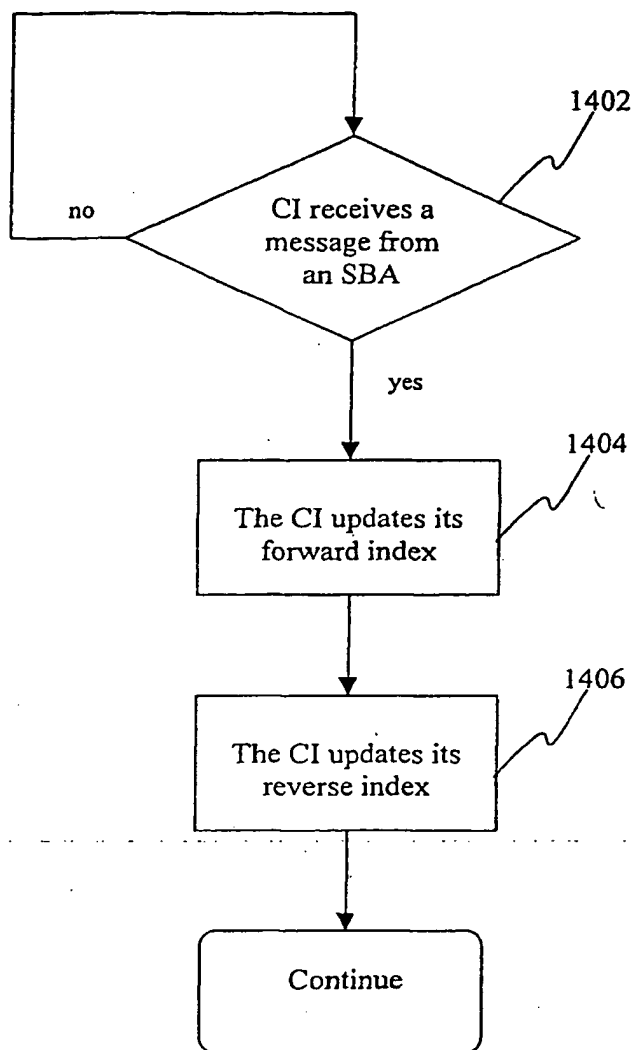 1402
CI receives a
message from
an SBA
no
yes
1404
The CI updates its
forward index
1406
The CI updates its
reverse index
Continue